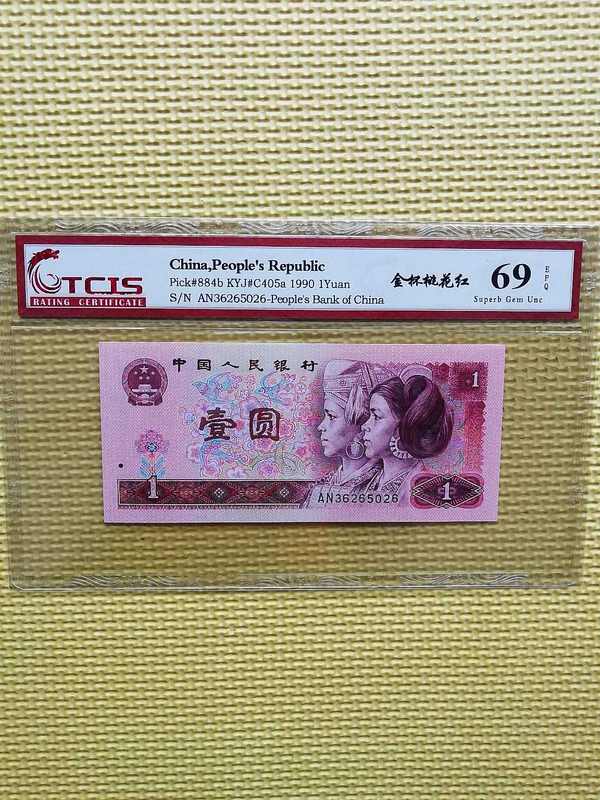 TCIS
RATING CERTIFICATE
China,People's Republic
Pick#884b KYJ#C405a 1990 1Yuan
S/N AN36265026-People's Bank of China
金杯桃花红
69
EPQ
Superb Gem Unc
中国人民银行
壹圆
1
1
AN36265026
1